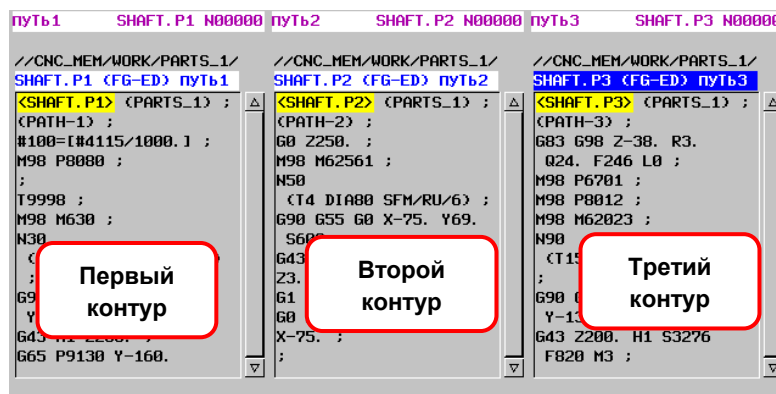 ПУТЬ1 SHAFT.P1 N00000
//CNC_MEM/WORK/PARTS_1/
SHAFT.P1 (FG-ED) ПУТЬ1
<SHAFT.P1> (PARTS_1) ;
(PATH-1) ;
#100=[#4115/1000.] ;
M98 P8080 ;
;
T9998 ;
M98 M630 ;
N30
Первый
контур
G65 P9130 Y-160.
ПУТЬ2 SHAFT.P2 N00000
//CNC_MEM/WORK/PARTS_1/
SHAFT.P2 (FG-ED) ПУТЬ2
<SHAFT.P2> (PARTS_1) ;
(PATH-2) ;
G0 Z250. ;
M98 M62561 ;
N50
(T4 DIA80 SFM/RU/6) ;
G90 G55 G0 X-75. Y69.
G43
Z3.
G1
G0
Второй
контур
X-75. ;
;
ПУТЬ3 SHAFT.P3 N00000
//CNC_MEM/WORK/PARTS_1/
SHAFT.P3 (FG-ED) ПУТЬ3
<SHAFT.P3> (PARTS_1) ;
(PATH-3) ;
G83 G98 Z-38. R3.
Q24. F246 L0 ;
M98 P6701 ;
M98 P8012 ;
M98 M62023 ;
N90
;
G90
Третий
контур
G43 Z200. H1 S3276
F820 M3 ;